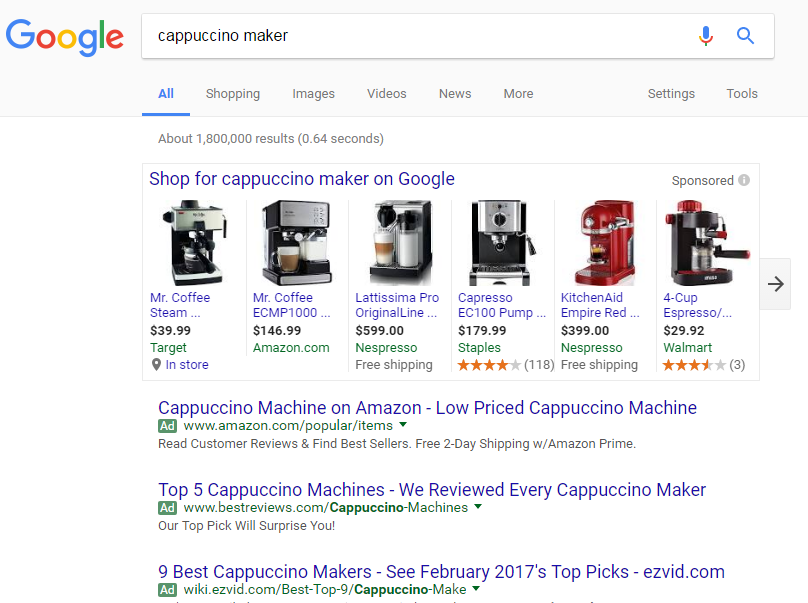 Google
cappuccino maker
All Shopping Images Videos News More Settings Tools
About 1,800,000 results (0.64 seconds)
Shop for cappuccino maker on Google
Sponsored
Mr. Coffee
Steam ...
$39.99
Target
In store
Mr. Coffee
ECMP1000 ...
$146.99
Amazon.com
Lattissima Pro
OriginalLine ...
$599.00
Nespresso
Free shipping
Capresso
EC100 Pump ...
$179.99
Staples
(118)
KitchenAid
Empire Red ...
$399.00
Nespresso
Free shipping
4-Cup
Espresso/...
$29.92
Walmart
(3)
Cappuccino Machine on Amazon - Low Priced Cappuccino Machine
Ad www.amazon.com/popular/items
Read Customer Reviews & Find Best Sellers. Free 2-Day Shipping w/Amazon Prime.
Top 5 Cappuccino Machines - We Reviewed Every Cappuccino Maker
Ad www.bestreviews.com/Cappuccino-Machines
Our Top Pick Will Surprise You!
9 Best Cappuccino Makers - See February 2017's Top Picks - ezvid.com
Ad wiki.ezvid.com/Best-Top-9/Cappuccino-Make